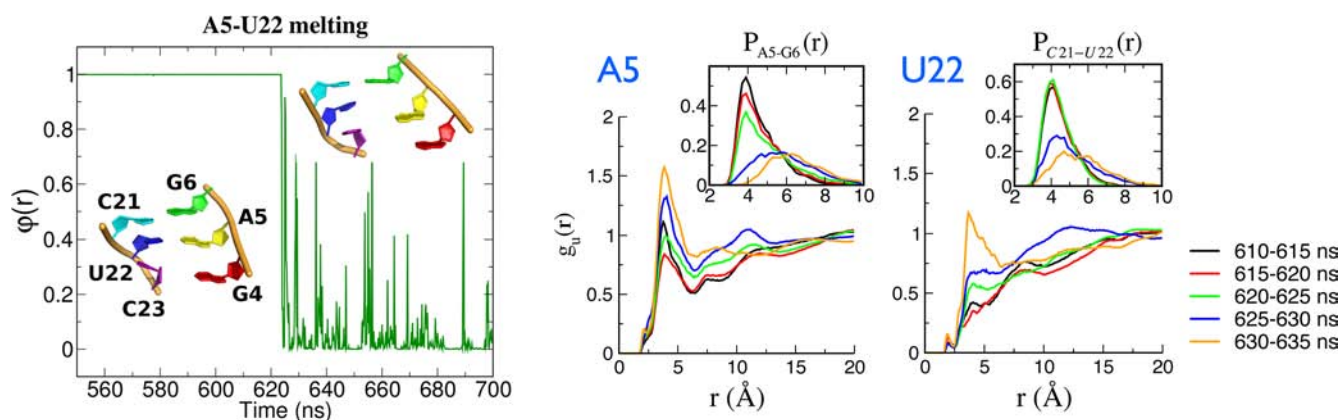 A5-U22 melting
φ(r)
1
0.8
0.6
0.4
0.2
0
560 580 600 620 640 660 680 700
Time (ns)
C21
G6
A5
U22
G4
C23
A5
P_{A5-G6}(r)
0.4
0.2
0
2 4 6 8 10
g_u(r)
2
1.5
1
0.5
0
0 5 10 15 20
r (Å)
U22
P_{C21-U22}(r)
0.6
0.4
0.2
0
2 4 6 8 10
2
1.5
1
0.5
0
0 5 10 15 20
r (Å)
610-615 ns
615-620 ns
620-625 ns
625-630 ns
630-635 ns